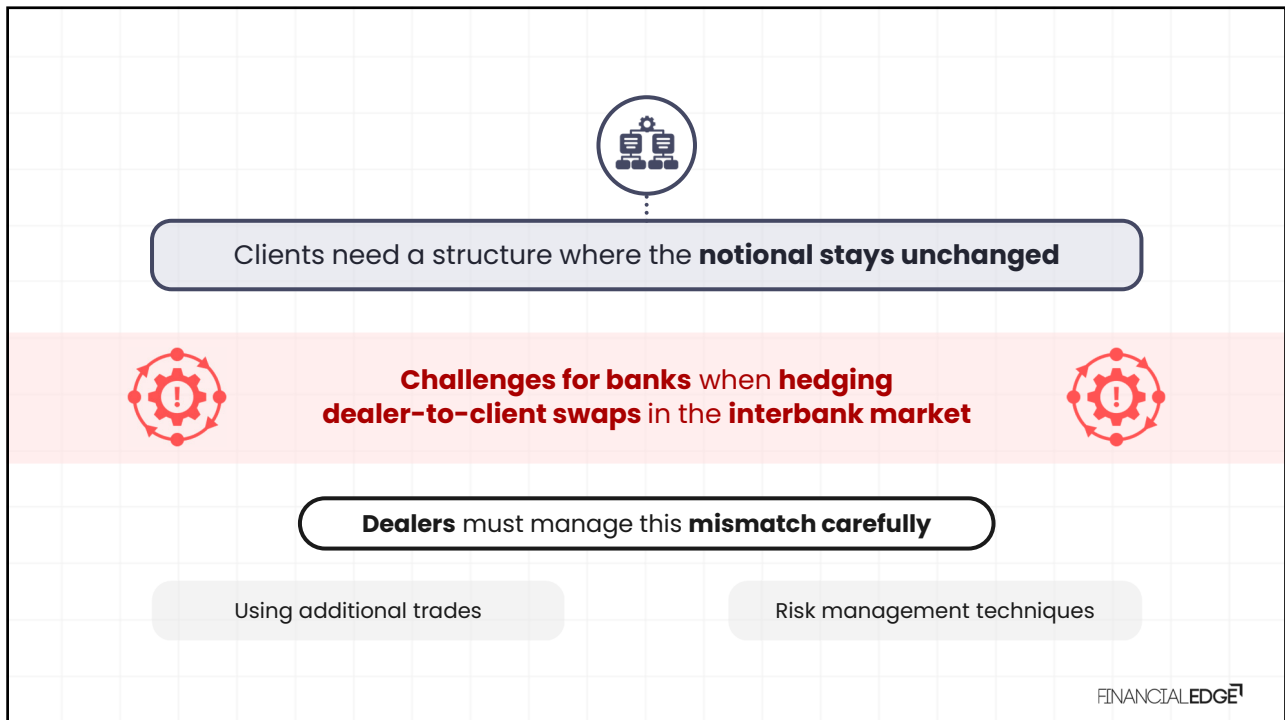 Clients need a structure where the notional stays unchanged
Challenges for banks when hedging
dealer-to-client swaps in the interbank market
Dealers must manage this mismatch carefully
Using additional trades
Risk management techniques
FINANCIALEDGE